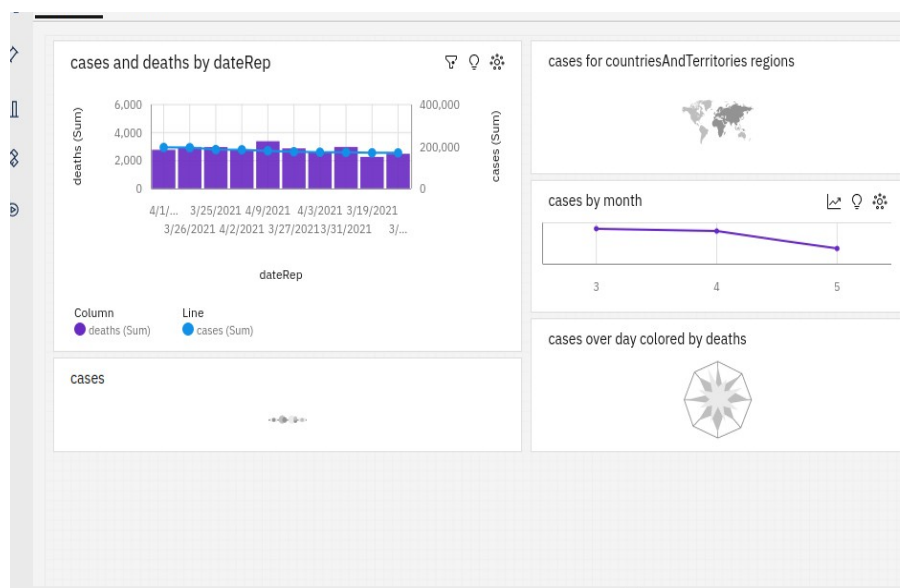 cases and deaths by dateRep
deaths (Sum)
6,000
4,000
2,000
0
400,000
200,000
0
cases (Sum)
4/1/... 3/25/2021 4/9/2021 4/3/2021 3/19/2021
3/26/2021 4/2/2021 3/27/2021 3/31/2021 3/...
dateRep
Column
deaths (Sum)
Line
cases (Sum)
cases
cases for countriesAndTerritories regions
cases by month
3 4 5
cases over day colored by deaths